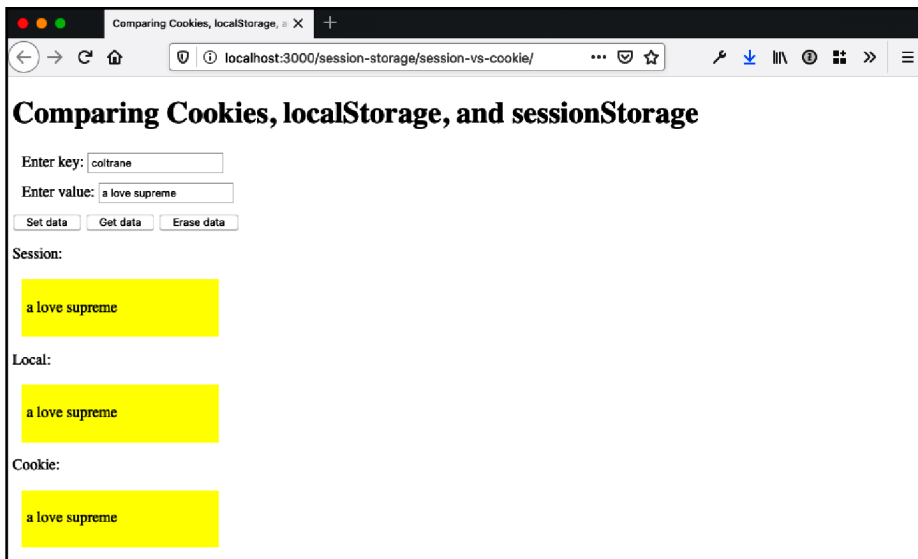 Comparing Cookies, localStorage, a
localhost:3000/session-storage/session-vs-cookie/
Comparing Cookies, localStorage, and sessionStorage
Enter key: coltrane
Enter value: a love supreme
Set data Get data Erase data
Session:
a love supreme
Local:
a love supreme
Cookie:
a love supreme